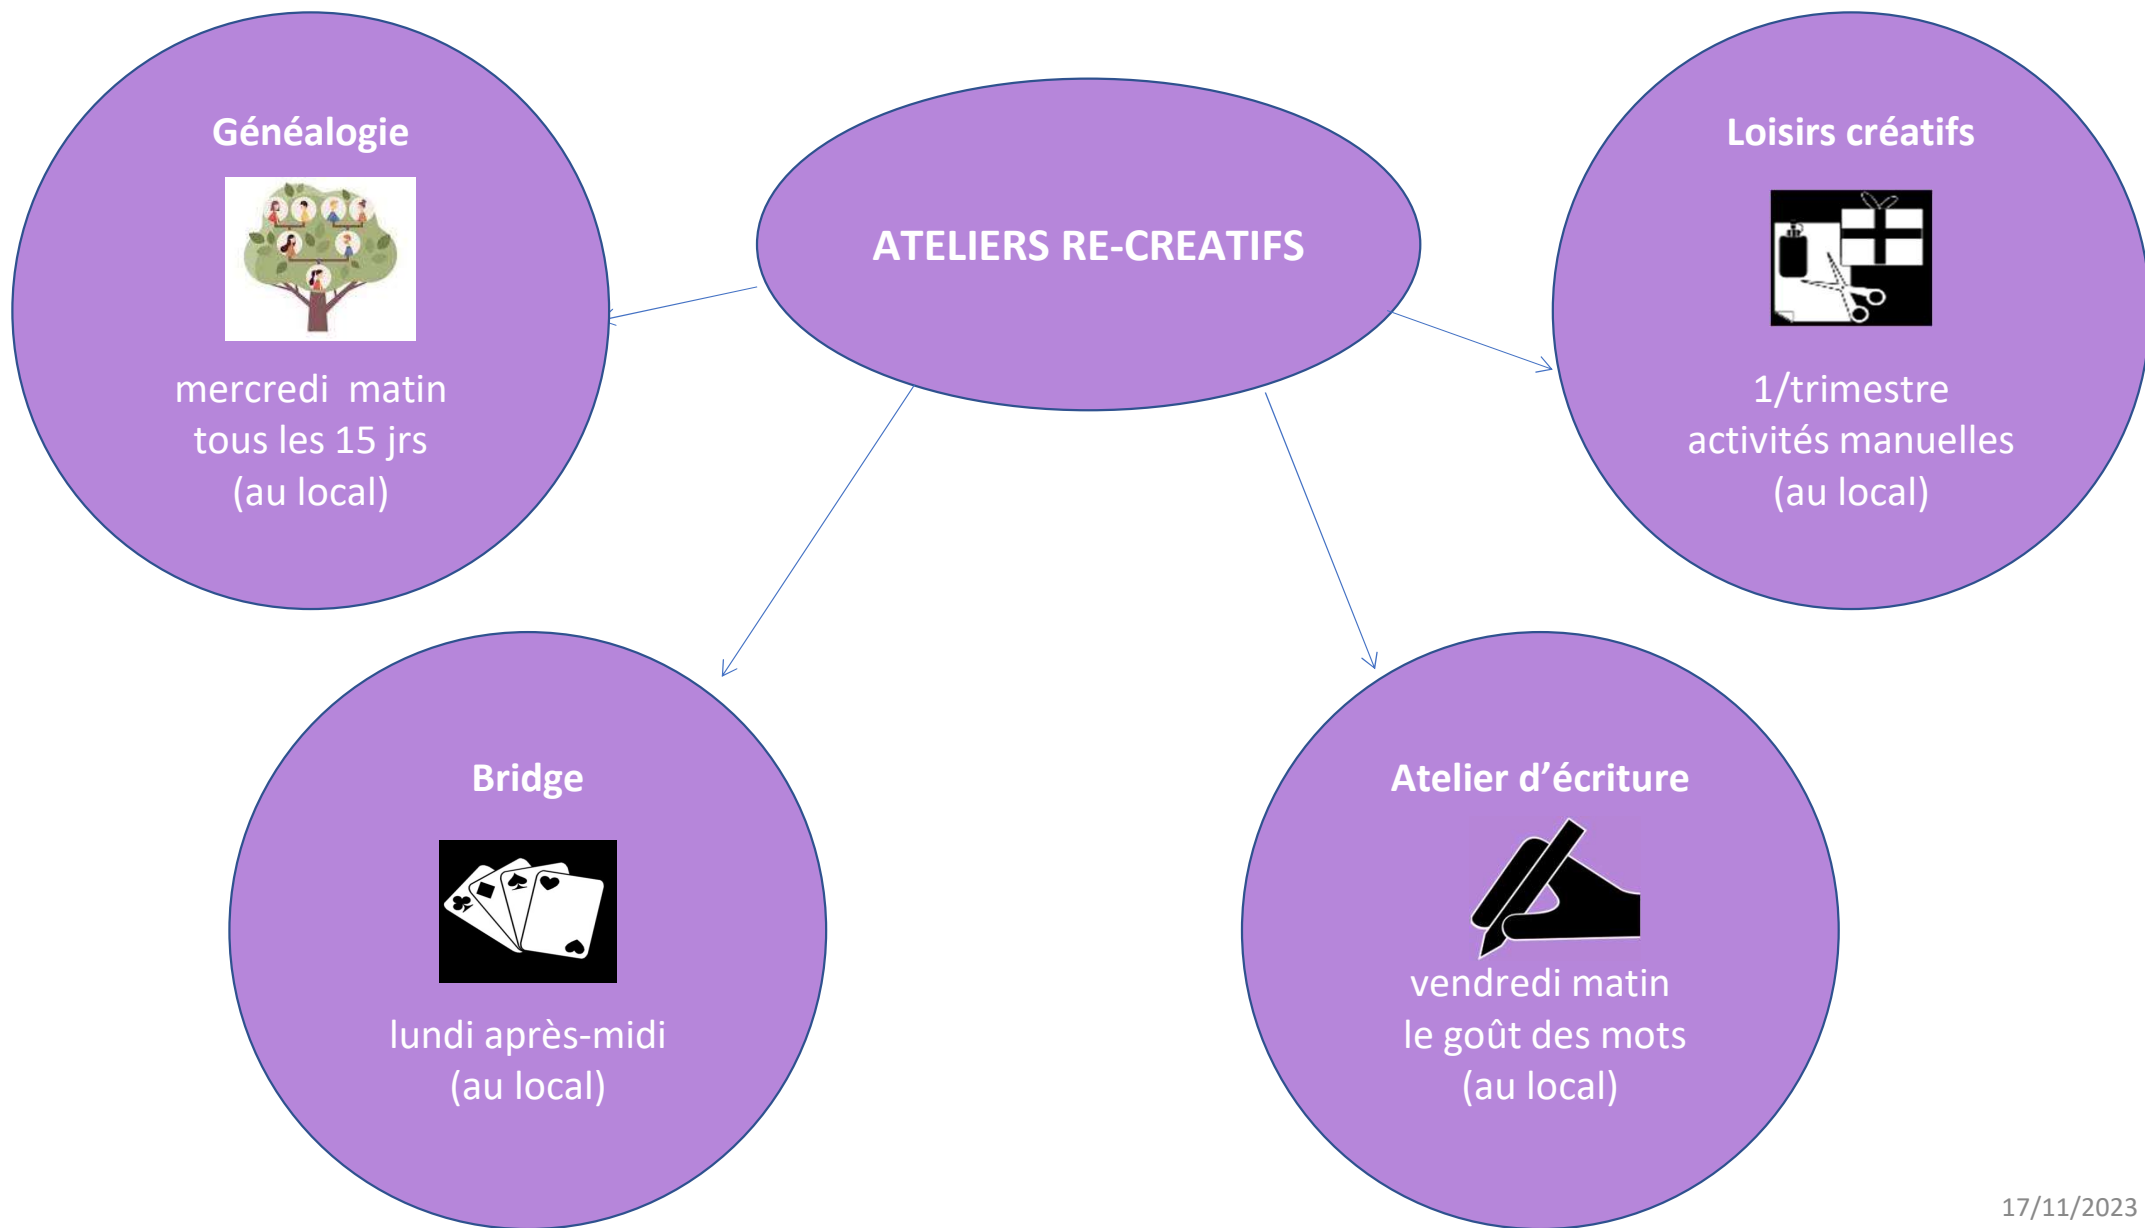 ATELIERS RE-CREATIFS
Généalogie
mercredi matin
tous les 15 jrs
(au local)
Loisirs créatifs
1/trimestre
activités manuelles
(au local)
Bridge
lundi après-midi
(au local)
Atelier d’écriture
vendredi matin
le goût des mots
(au local)
17/11/2023